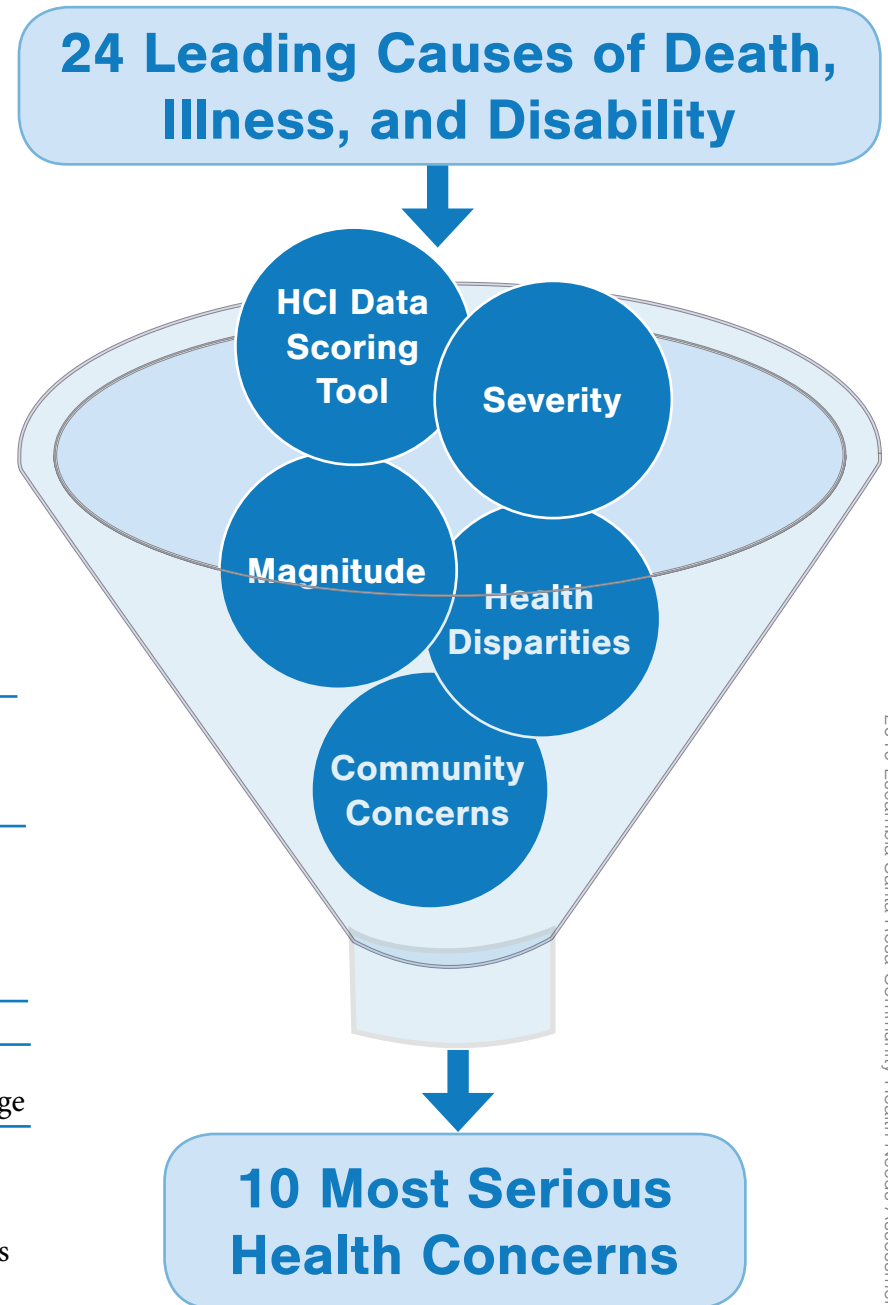 24 Leading Causes of Death,
Illness, and Disability
HCI Data
Scoring
Tool
Severity
Magnitude
Health
Disparities
Community
Concerns
10 Most Serious
Health Concerns